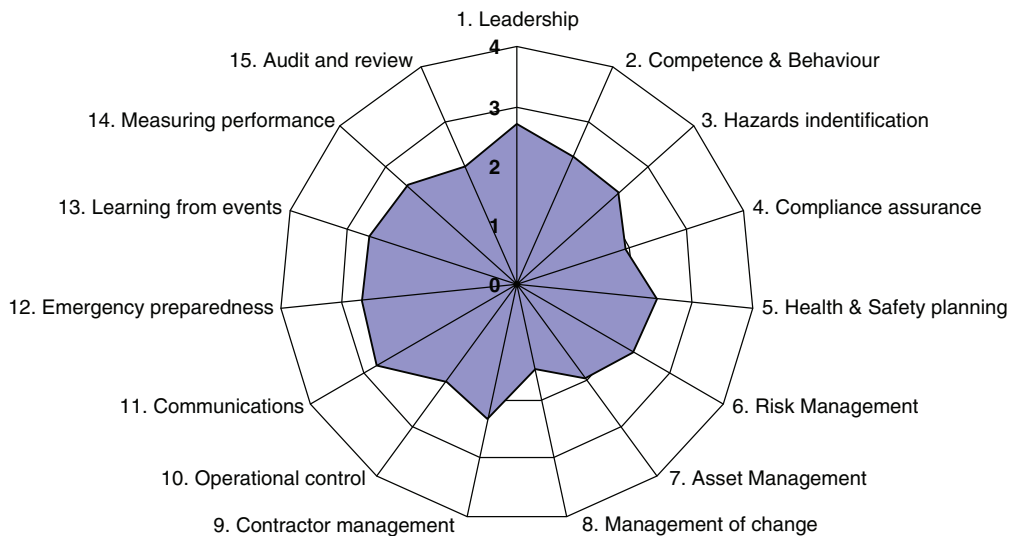 1. Leadership
2. Competence & Behaviour
3. Hazards indentification
4. Compliance assurance
5. Health & Safety planning
6. Risk Management
7. Asset Management
8. Management of change
9. Contractor management
10. Operational control
11. Communications
12. Emergency preparedness
13. Learning from events
14. Measuring performance
15. Audit and review
4
3
2
1
0